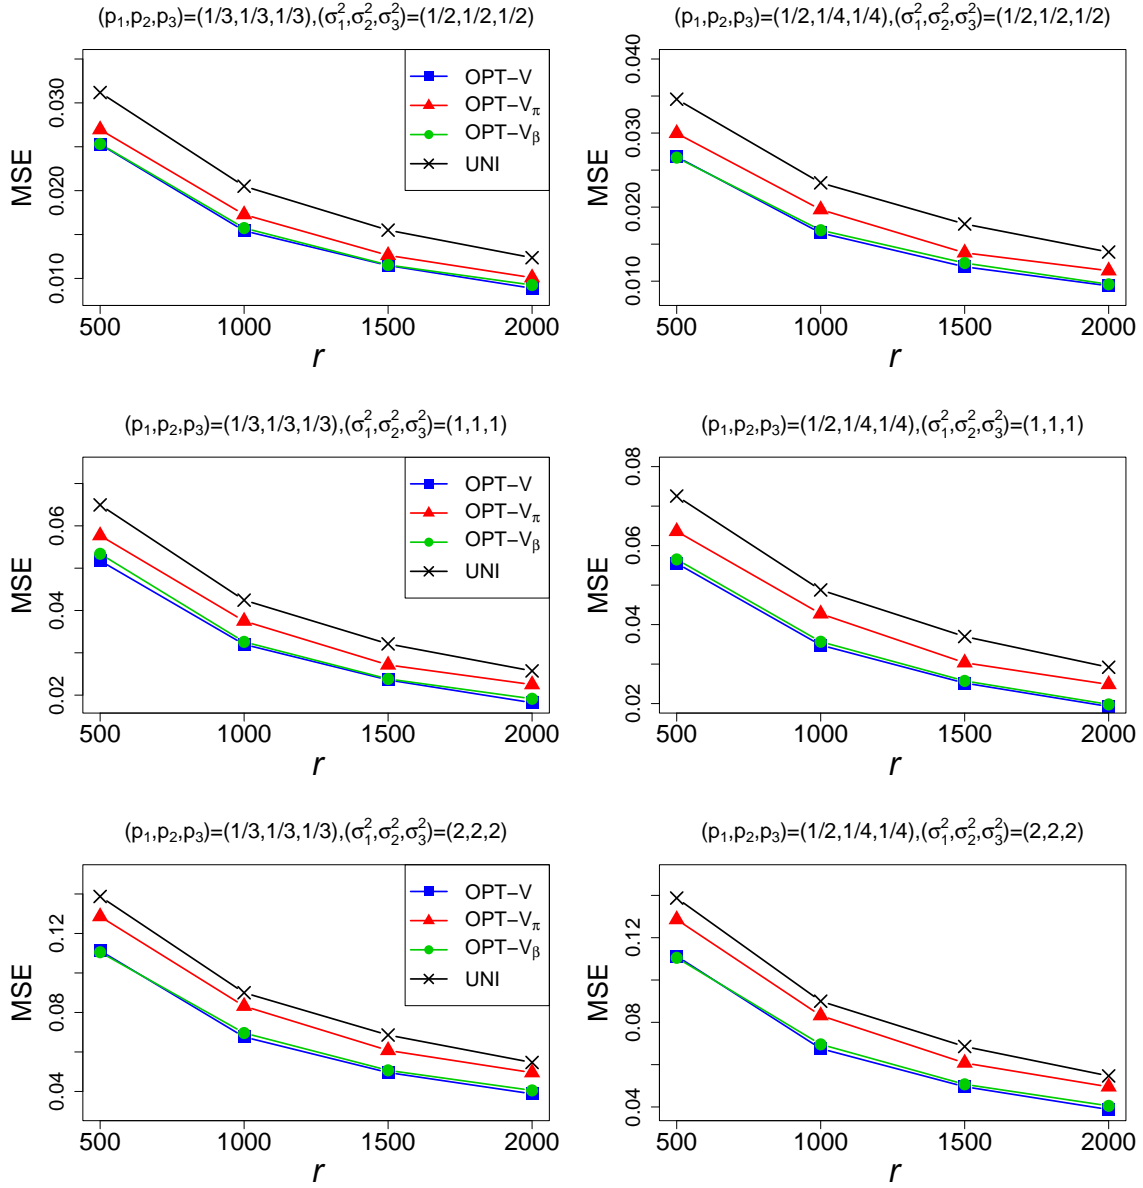 (p₁,p₂,p₃)=(1/3,1/3,1/3),(σ₁²,σ₂²,σ₃²)=(1/2,1/2,1/2)
MSE
0.010 0.020 0.030
OPT−V
OPT−Vπ
OPT−Vβ
UNI
500 1000 1500 2000
r
(p₁,p₂,p₃)=(1/2,1/4,1/4),(σ₁²,σ₂²,σ₃²)=(1/2,1/2,1/2)
MSE
0.010 0.020 0.030 0.040
500 1000 1500 2000
r
(p₁,p₂,p₃)=(1/3,1/3,1/3),(σ₁²,σ₂²,σ₃²)=(1,1,1)
MSE
0.02 0.04 0.06
OPT−V
OPT−Vπ
OPT−Vβ
UNI
500 1000 1500 2000
r
(p₁,p₂,p₃)=(1/2,1/4,1/4),(σ₁²,σ₂²,σ₃²)=(1,1,1)
MSE
0.02 0.04 0.06 0.08
500 1000 1500 2000
r
(p₁,p₂,p₃)=(1/3,1/3,1/3),(σ₁²,σ₂²,σ₃²)=(2,2,2)
MSE
0.04 0.08 0.12
OPT−V
OPT−Vπ
OPT−Vβ
UNI
500 1000 1500 2000
r
(p₁,p₂,p₃)=(1/2,1/4,1/4),(σ₁²,σ₂²,σ₃²)=(2,2,2)
MSE
0.04 0.08 0.12
500 1000 1500 2000
r